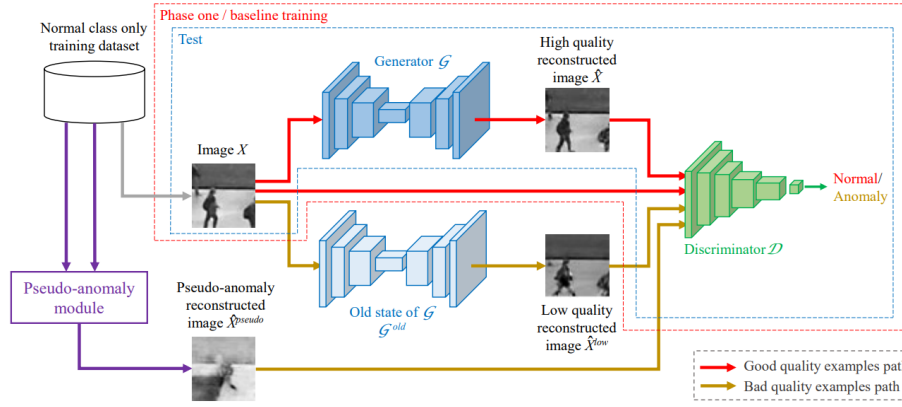 Phase one / baseline training
Normal class only
training dataset
Test
Generator 𝒢
High quality
reconstructed
image X̂
Image X
Normal/
Anomaly
Discriminator 𝒟
Pseudo-anomaly
module
Pseudo-anomaly
reconstructed
image X̂^pseudo
Old state of 𝒢
𝒢^old
Low quality
reconstructed
image X̂^low
Good quality examples pat
Bad quality examples path